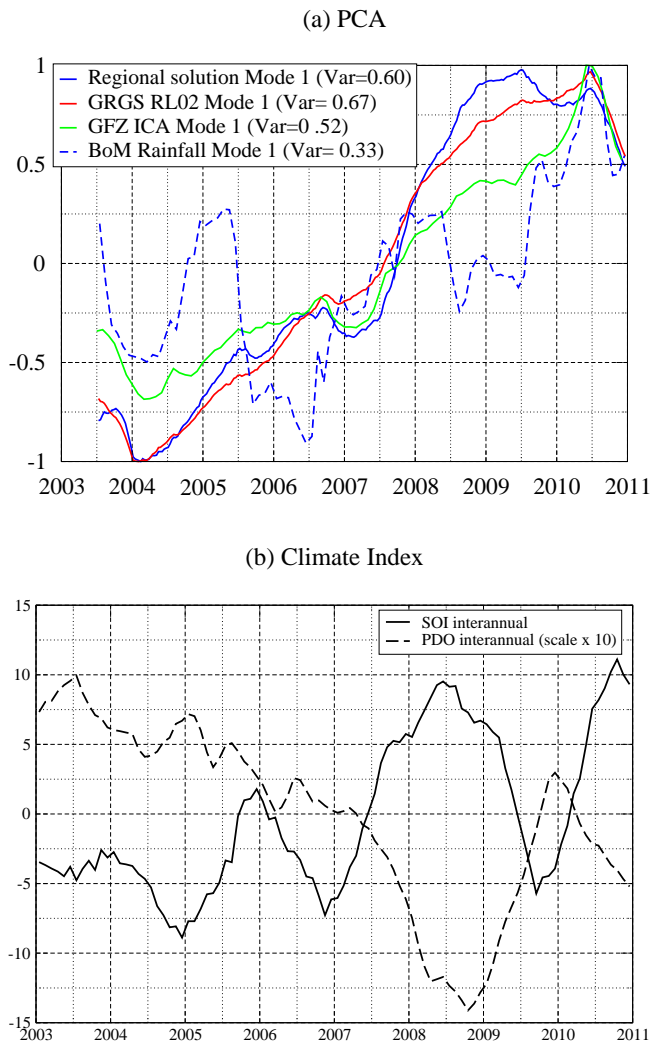 (a) PCA
1
Regional solution Mode 1 (Var=0.60)
GRGS RL02 Mode 1 (Var= 0.67)
GFZ ICA Mode 1 (Var=0 .52)
BoM Rainfall Mode 1 (Var= 0.33)
0.5
0
-0.5
-1
2003 2004 2005 2006 2007 2008 2009 2010 2011
(b) Climate Index
15
SOI interannual
PDO interannual (scale x 10)
10
5
0
-5
-10
-15
2003 2004 2005 2006 2007 2008 2009 2010 2011